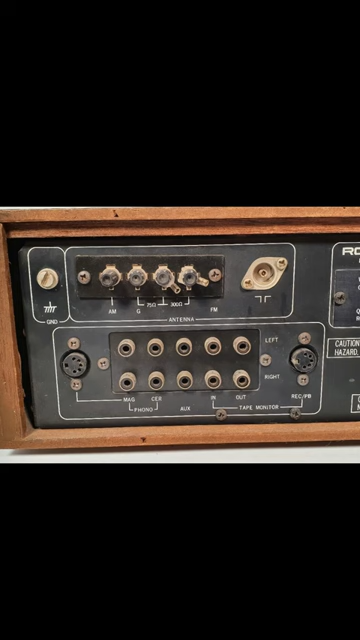 GND
AM
G
75Ω
300Ω
FM
ANTENNA
LEFT
RIGHT
MAG
CER
PHONO
AUX
IN
OUT
TAPE MONITOR
REC/PB
CAUTION
HAZARD.